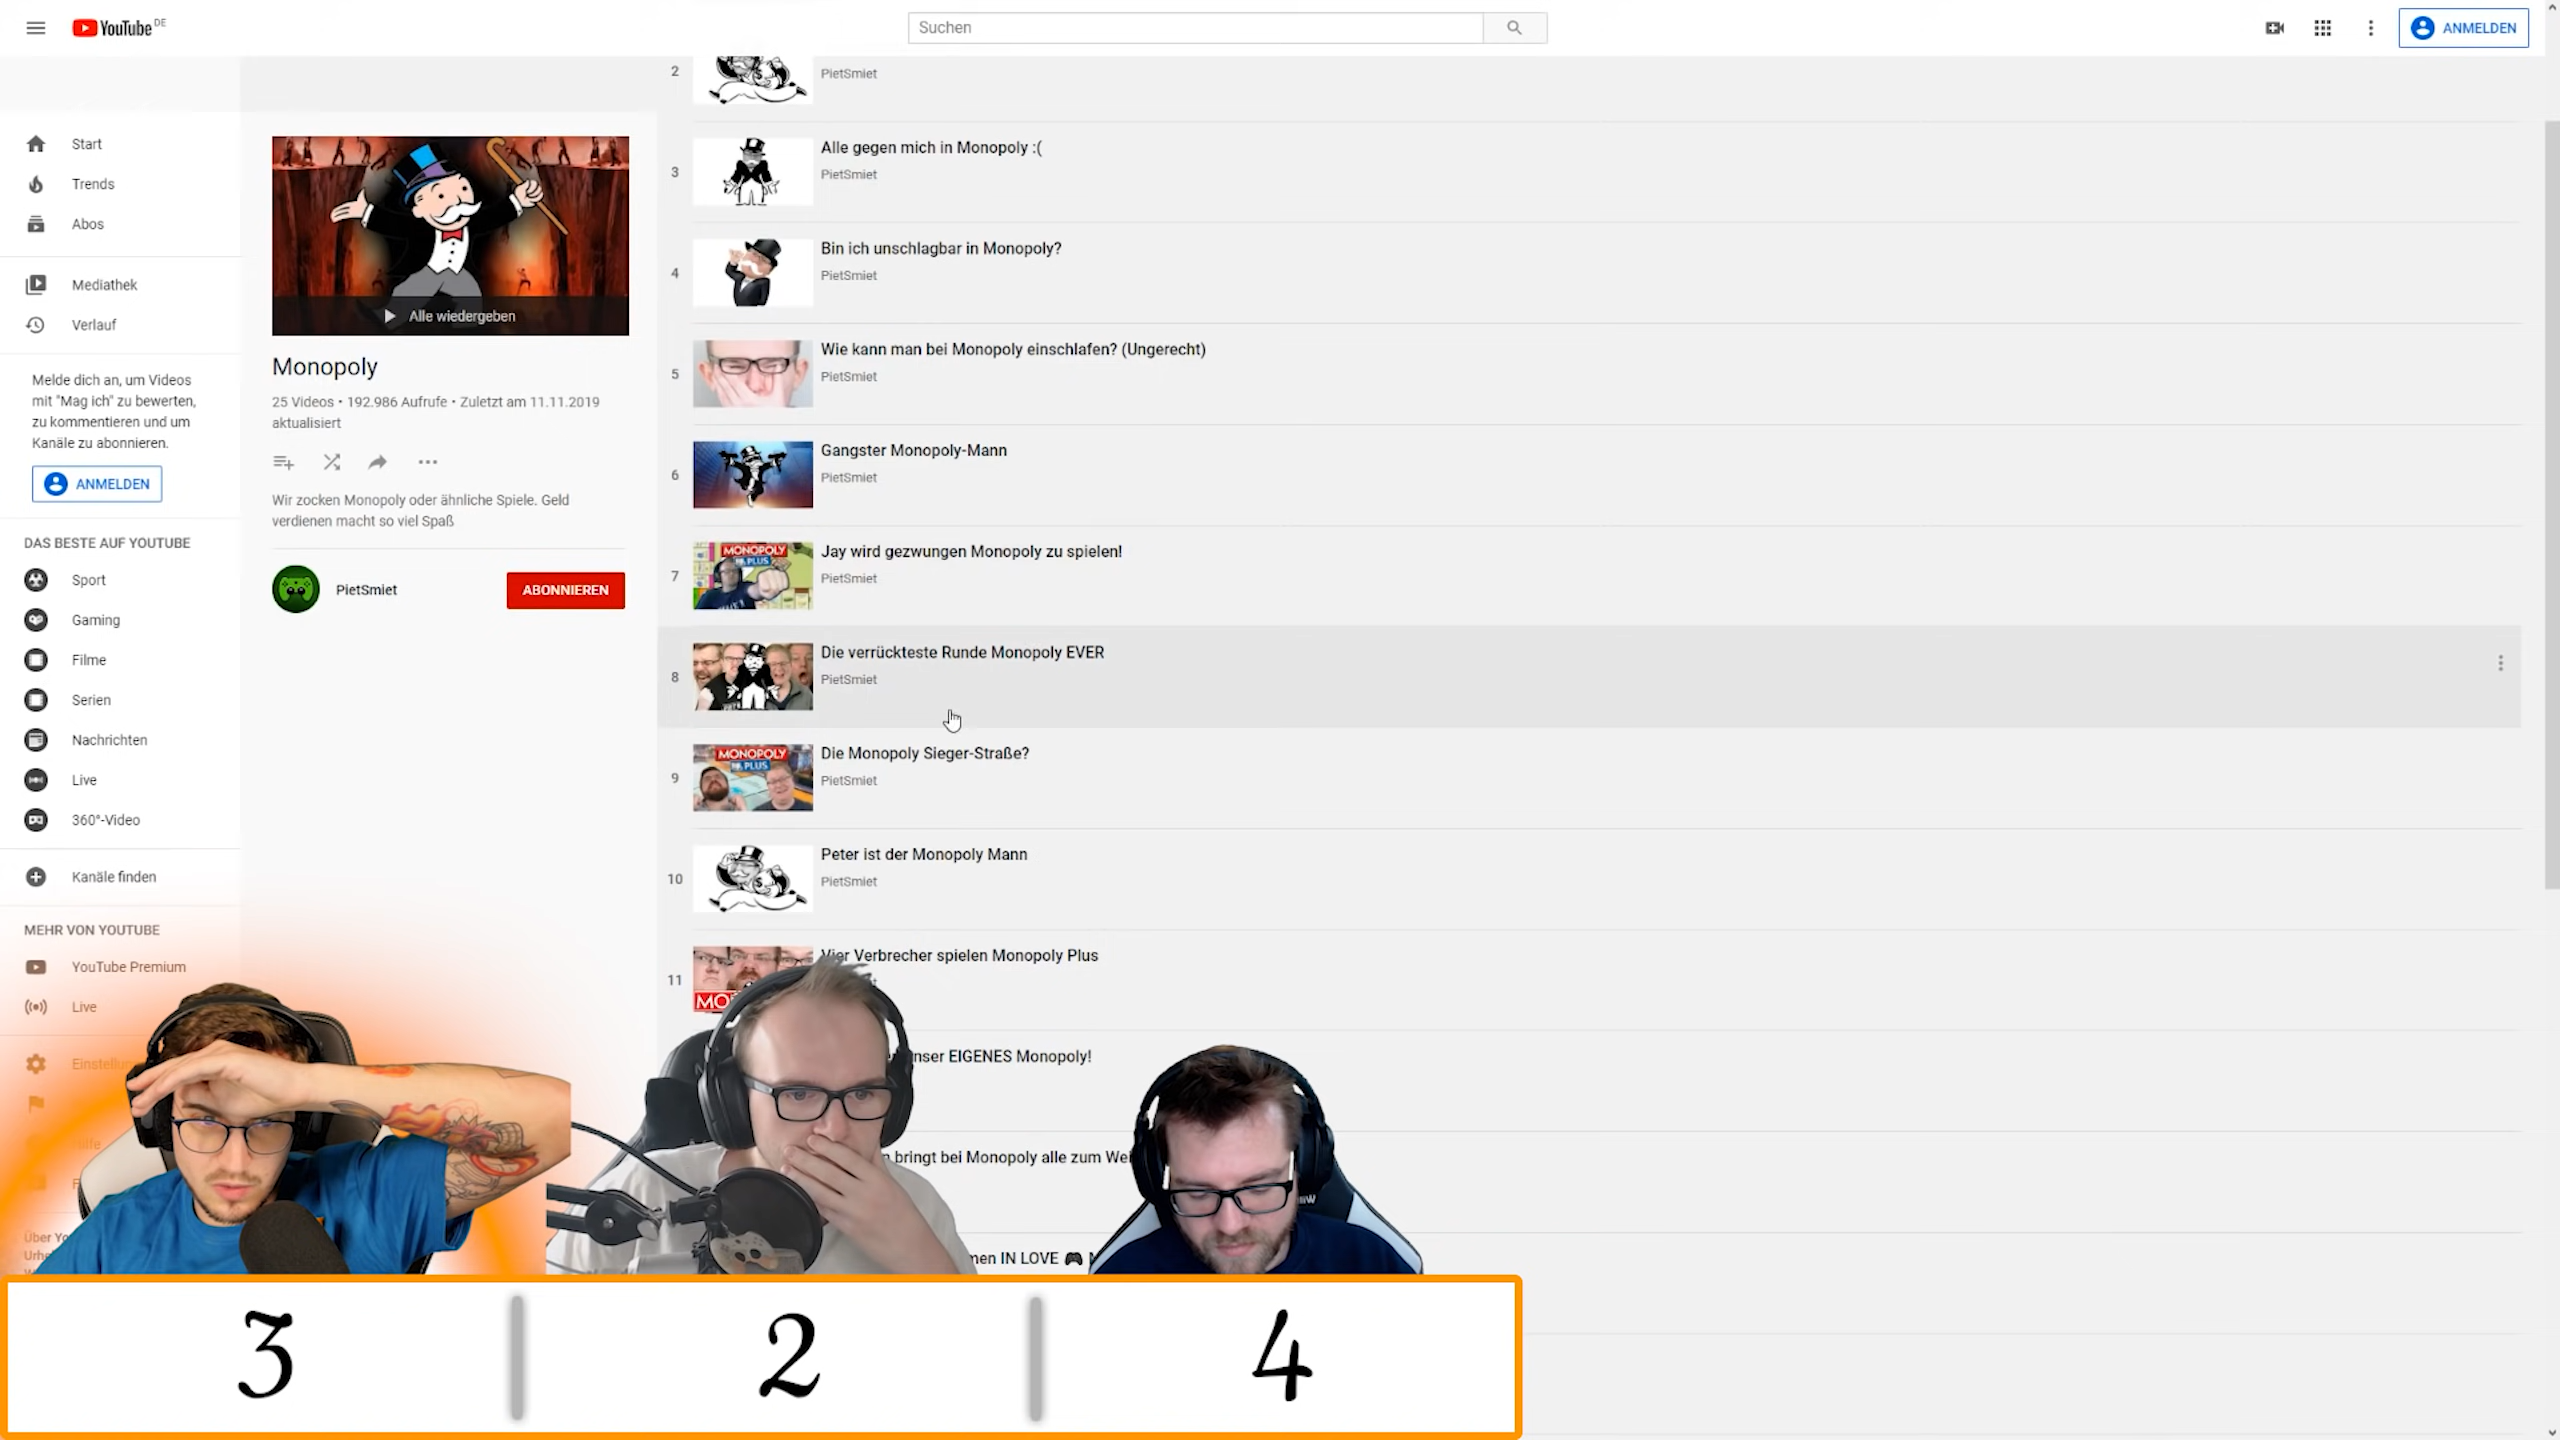 YouTube DE
Suchen
ANMELDEN
Start
Trends
Abos
Mediathek
Verlauf
Melde dich an, um Videos
mit "Mag ich" zu bewerten,
zu kommentieren und um
Kanäle zu abonnieren.
ANMELDEN
DAS BESTE AUF YOUTUBE
Sport
Gaming
Filme
Serien
Nachrichten
Live
360°-Video
Kanäle finden
MEHR VON YOUTUBE
YouTube Premium
Live
Alle wiedergeben
Monopoly
25 Videos • 192.986 Aufrufe • Zuletzt am 11.11.2019
aktualisiert
Wir zocken Monopoly oder ähnliche Spiele. Geld
verdienen macht so viel Spaß
PietSmiet
ABONNIEREN
2
PietSmiet
3
Alle gegen mich in Monopoly :(
PietSmiet
4
Bin ich unschlagbar in Monopoly?
PietSmiet
5
Wie kann man bei Monopoly einschlafen? (Ungerecht)
PietSmiet
6
Gangster Monopoly-Mann
PietSmiet
7
MONOPOLY
PLUS
Jay wird gezwungen Monopoly zu spielen!
PietSmiet
8
Die verrückteste Runde Monopoly EVER
PietSmiet
9
MONOPOLY
PLUS
Die Monopoly Sieger-Straße?
PietSmiet
10
Peter ist der Monopoly Mann
PietSmiet
11
MO
Vier Verbrecher spielen Monopoly Plus
EIGENES Monopoly!
bringt bei Monopoly alle zum
IN LOVE 🎮
3 2 4